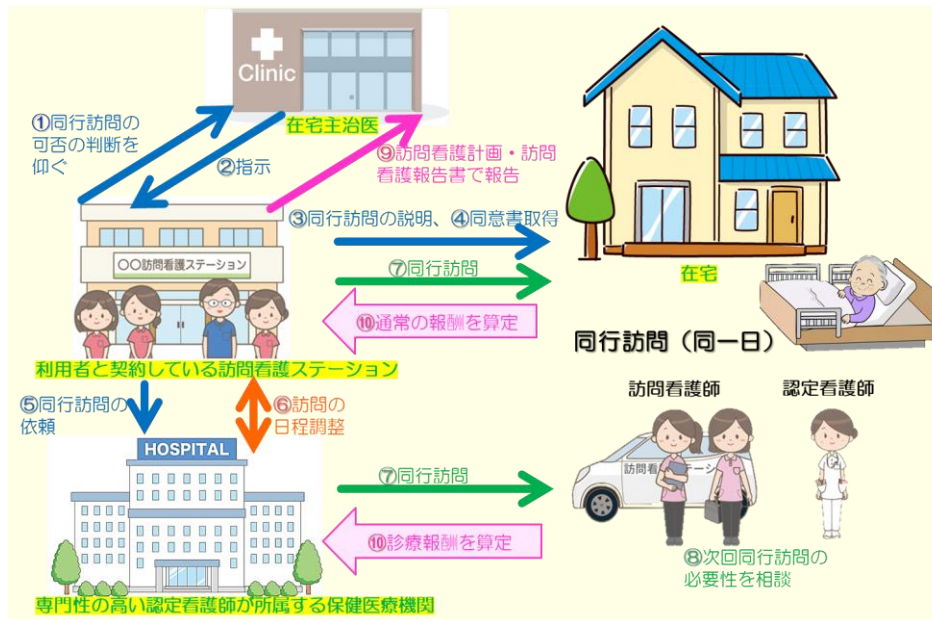 Clinic
在宅主治医
①同行訪問の
可否の判断を
仰ぐ
②指示
⑨訪問看護計画・訪問
看護報告書で報告
〇〇訪問看護ステーション
③同行訪問の説明、④同意書取得
⑦同行訪問
⑩通常の報酬を算定
在宅
同行訪問（同一日）
利用者と契約している訪問看護ステーション
⑤同行訪問の
依頼
⑥訪問の
日程調整
訪問看護師
認定看護師
HOSPITAL
⑦同行訪問
訪問看
テーシ
⑩診療報酬を算定
⑧次回同行訪問の
必要性を相談
専門性の高い認定看護師が所属する保健医療機関